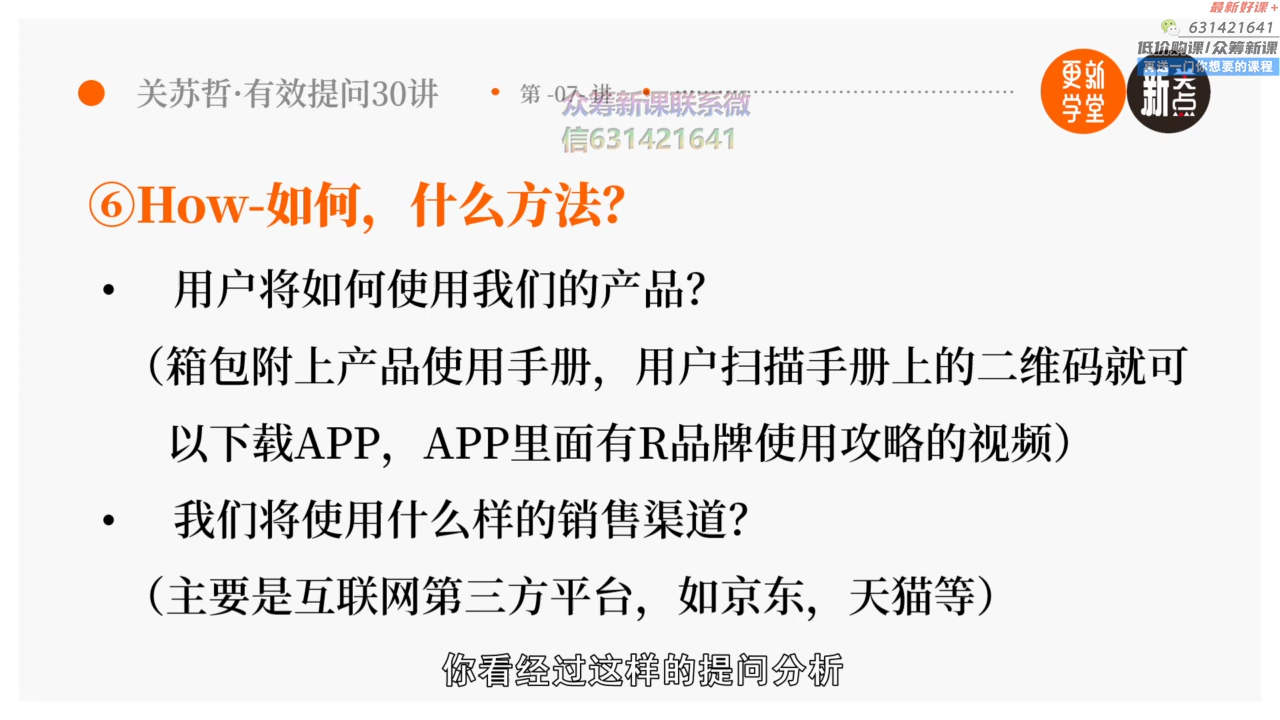 最新好课+
631421641
低价购课/众筹新课
再送一门你想要的课程
关苏哲·有效提问30讲
第 -07- 讲
更新学堂
新关点
众筹新课联系微
信631421641
⑥How-如何，什么方法？
• 用户将如何使用我们的产品？
（箱包附上产品使用手册，用户扫描手册上的二维码就可
以下载APP，APP里面有R品牌使用攻略的视频）
• 我们将使用什么样的销售渠道？
（主要是互联网第三方平台，如京东，天猫等）
你看经过这样的提问分析